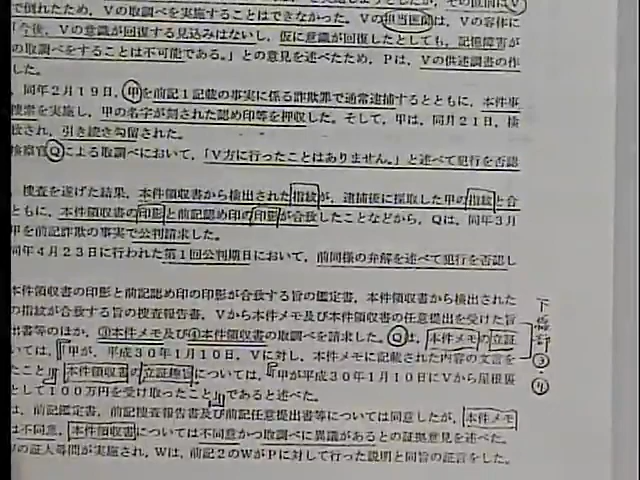 で倒れたため，Ｖの取調べを実施することはできなかった。Ｖの担当医師は，Ｖの容体に
「今後，Ｖの意識が回復する見込みはないし，仮に意識が回復したとしても，記憶障害が
の取調べをすることは不可能である。」との意見を述べたため，Ｐは，Ｖの供述調書の作
した。
同年２月１９日，甲を前記１記載の事実に係る詐欺罪で通常逮捕するとともに，本件事
捜索を実施し，甲の名字が刻された認め印等を押収した。そして，甲は，同月２１日，検
致され，引き続き勾留された。
検察官Ｑによる取調べにおいて，「Ｖ方に行ったことはありません。」と述べて犯行を否認
，捜査を遂げた結果，本件領収書から検出された指紋が，逮捕後に採取した甲の指紋と合
ともに，本件領収書の印影と前記認め印の印影が合致したことなどから，Ｑは，同年３月
甲を前記詐欺の事実で公判請求した。
同年４月２３日に行われた第１回公判期日において，前同様の弁解を述べて犯行を否認し
本件領収書の印影と前記認め印の印影が合致する旨の鑑定書，本件領収書から検出された
の指紋が合致する旨の捜査報告書，Ｖから本件メモ及び本件領収書の任意提出を受けた旨
出書等のほか，③本件メモ及び④本件領収書の取調べを請求した。Ｑは，本件メモの立証
いては，『甲が，平成３０年１月１０日，Ｖに対し，本件メモに記載された内容の文言を
たこと』，本件領収書の立証趣旨については，『甲が平成３０年１月１０日にＶから屋根裏
として１００万円を受け取ったこと』であると述べた。
は，前記鑑定書，前記捜査報告書及び前記任意提出書等については同意したが，本件メモ
は不同意，本件領収書については不同意かつ取調べに異議があるとの証拠意見を述べた。
Ｗの証人尋問が実施され，Ｗは，前記２のＷがＰに対して行った説明と同旨の証言をした。
③
・
④